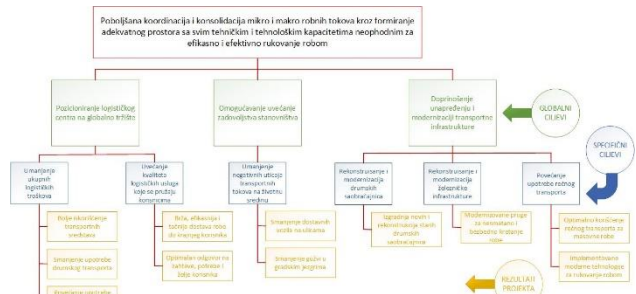 Poboljšana koordinacija i konsolidacija mikro i makro robnih tokova kroz formiranje
adekvatnog prostora sa svim tehničkim i tehnološkim kapacitetima neophodnim za
efikasno i efektivno rukovanje robom
Pozicioniranje logističkog
centra na globalno tržište
Omogućavanje uvećanje
zadovoljstva stanovništva
Doprinošenje
unapređenju i
modernizaciji transportne
infrastrukture
GLOBALNI
CILJEVI
SPECIFIČNI
CILJEVI
Umanjenje
ukupnih
logističkih
troškova
Uvećanje
kvaliteta
logističkih usluga
koje se pružaju
korisnicima
Umanjenje
negativnih uticaja
transportnih
tokova na životnu
sredinu
Rekonstruisanje i
modernizacija
drumskih
saobraćajnica
Rekonstruisanje i
modernizacija
železničke
infrastrukture
Povećanje
upotrebe rečnog
transporta
Bolje iskorišćenje
transportnih
sredstava
Brža, efikasnija i
tačnija dostava robe
do krajnjeg korisnika
Smanjenje dostavnih
vozila na ulicama
Izgradnja novih i
rekonstrukcija starih
drumskih
saobraćajnica
Modernizovane pruge
za nesmetano i
bezbedno kretanje
robe
Optimalno korišćenje
rečnog transporta za
masovne robe
Smanjenje upotrebe
drumskog transporta
Optimalan odgovor na
zahteve, potrebe i
želje korisnika
Smanjenje gužvi u
gradskim jezgrima
Implementirane
moderne tehnologije
za rukovanje robom
REZULTATI
PROJEKTA